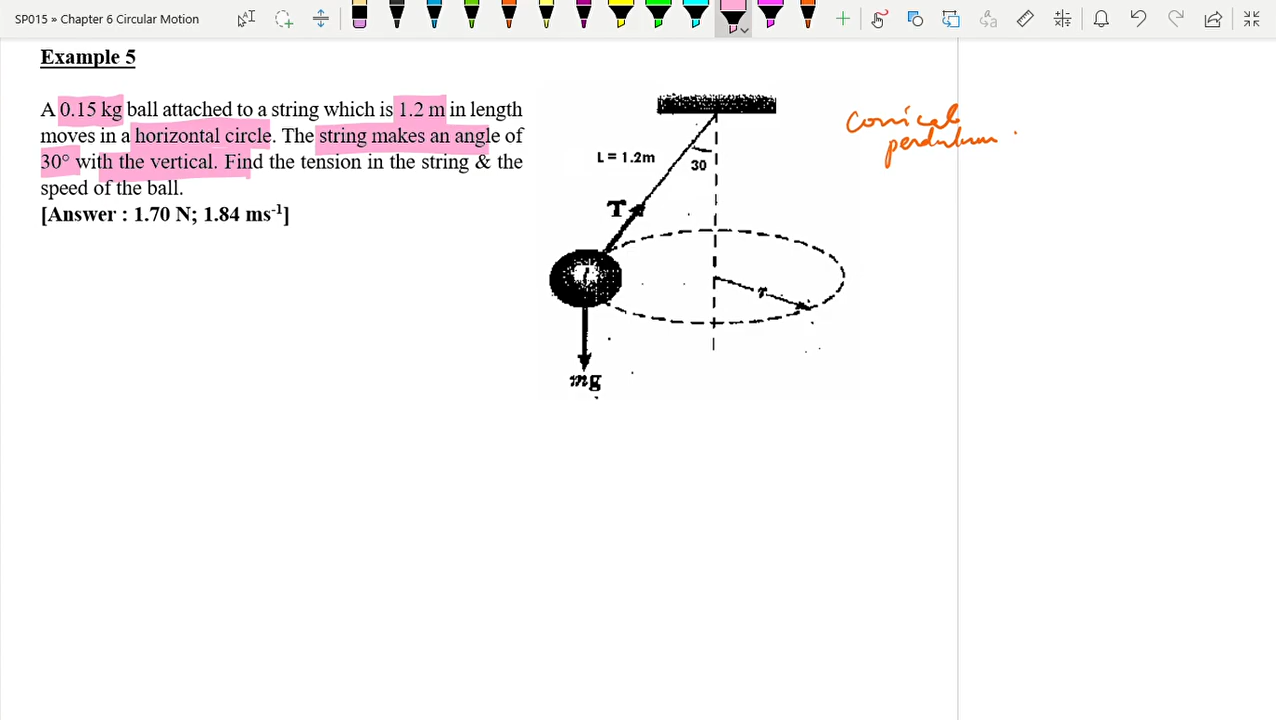 SP015 » Chapter 6 Circular Motion
Example 5
A 0.15 kg ball attached to a string which is 1.2 m in length
moves in a horizontal circle. The string makes an angle of
30° with the vertical. Find the tension in the string & the
speed of the ball.
[Answer : 1.70 N; 1.84 ms⁻¹]
L = 1.2m
30
T
r
mg
Conical
pendulum